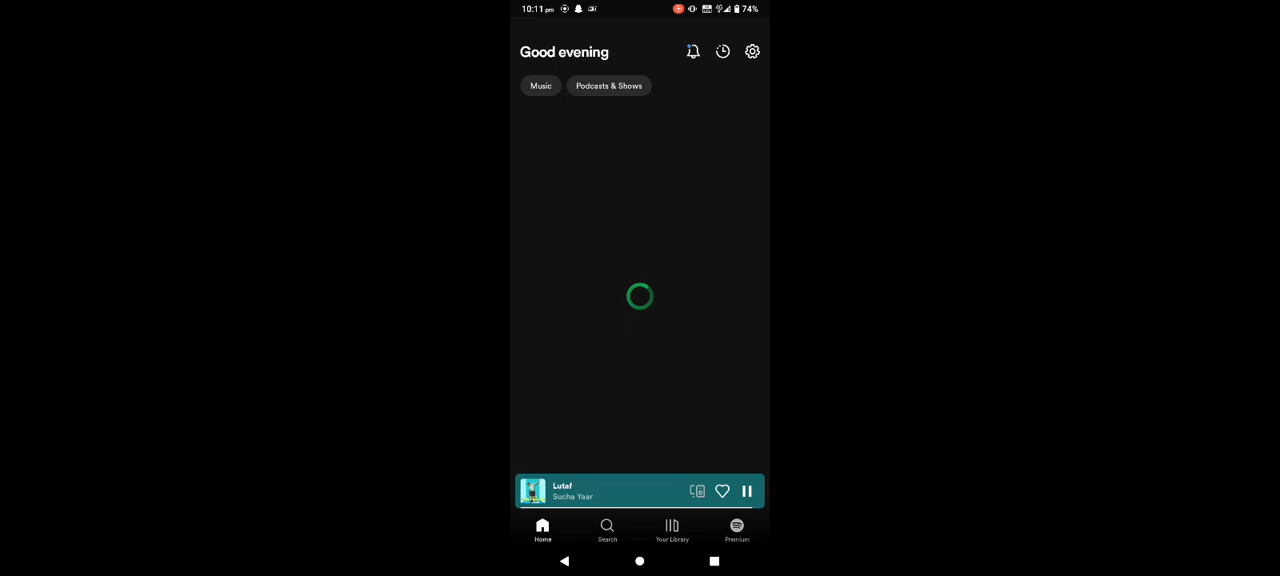 10:11 pm 74%
Good evening
Music Podcasts & Shows
Lutaf
Sucha Yaar
Home Search Your Library Premium